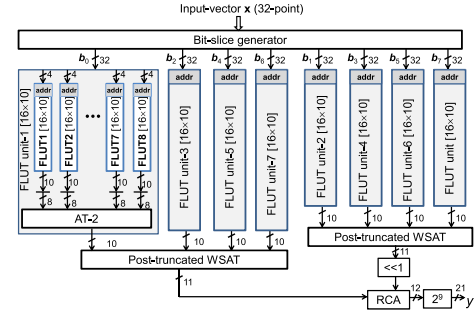 Input-vector x (32-point)
Bit-slice generator
b0 32 b2 32 b4 32 b6 32 b1 32 b3 32 b5 32 b7 32
4 4 4 4
addr addr addr addr addr addr addr addr addr addr addr
FLUT unit-1 [16×10]
FLUT1 [16×10]
FLUT2 [16×10]
•••
FLUT7 [16×10]
FLUT8 [16×10]
FLUT unit-3 [16×10]
FLUT unit-5 [16×10]
FLUT unit-7 [16×10]
FLUT unit-2 [16×10]
FLUT unit-4 [16×10]
FLUT unit-6 [16×10]
FLUT unit [16×10]
10 10 10 10
8 8 8 8
AT-2
10 10 10 10
10 10 10 10
Post-truncated WSAT
Post-truncated WSAT
11
<<1
11
RCA
12
2^9
21
y